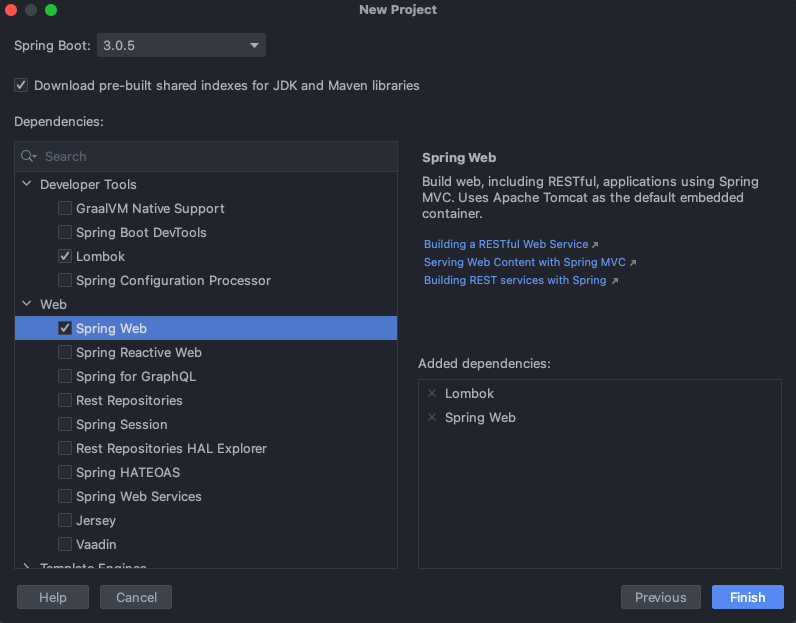 New Project
Spring Boot: 3.0.5
Download pre-built shared indexes for JDK and Maven libraries
Dependencies:
Search
Developer Tools
GraalVM Native Support
Spring Boot DevTools
Lombok
Spring Configuration Processor
Web
Spring Web
Spring Reactive Web
Spring for GraphQL
Rest Repositories
Spring Session
Rest Repositories HAL Explorer
Spring HATEOAS
Spring Web Services
Jersey
Vaadin
Template Engines
Spring Web
Build web, including RESTful, applications using Spring
MVC. Uses Apache Tomcat as the default embedded
container.
Building a RESTful Web Service
Serving Web Content with Spring MVC
Building REST services with Spring
Added dependencies:
Lombok
Spring Web
Help
Cancel
Previous
Finish